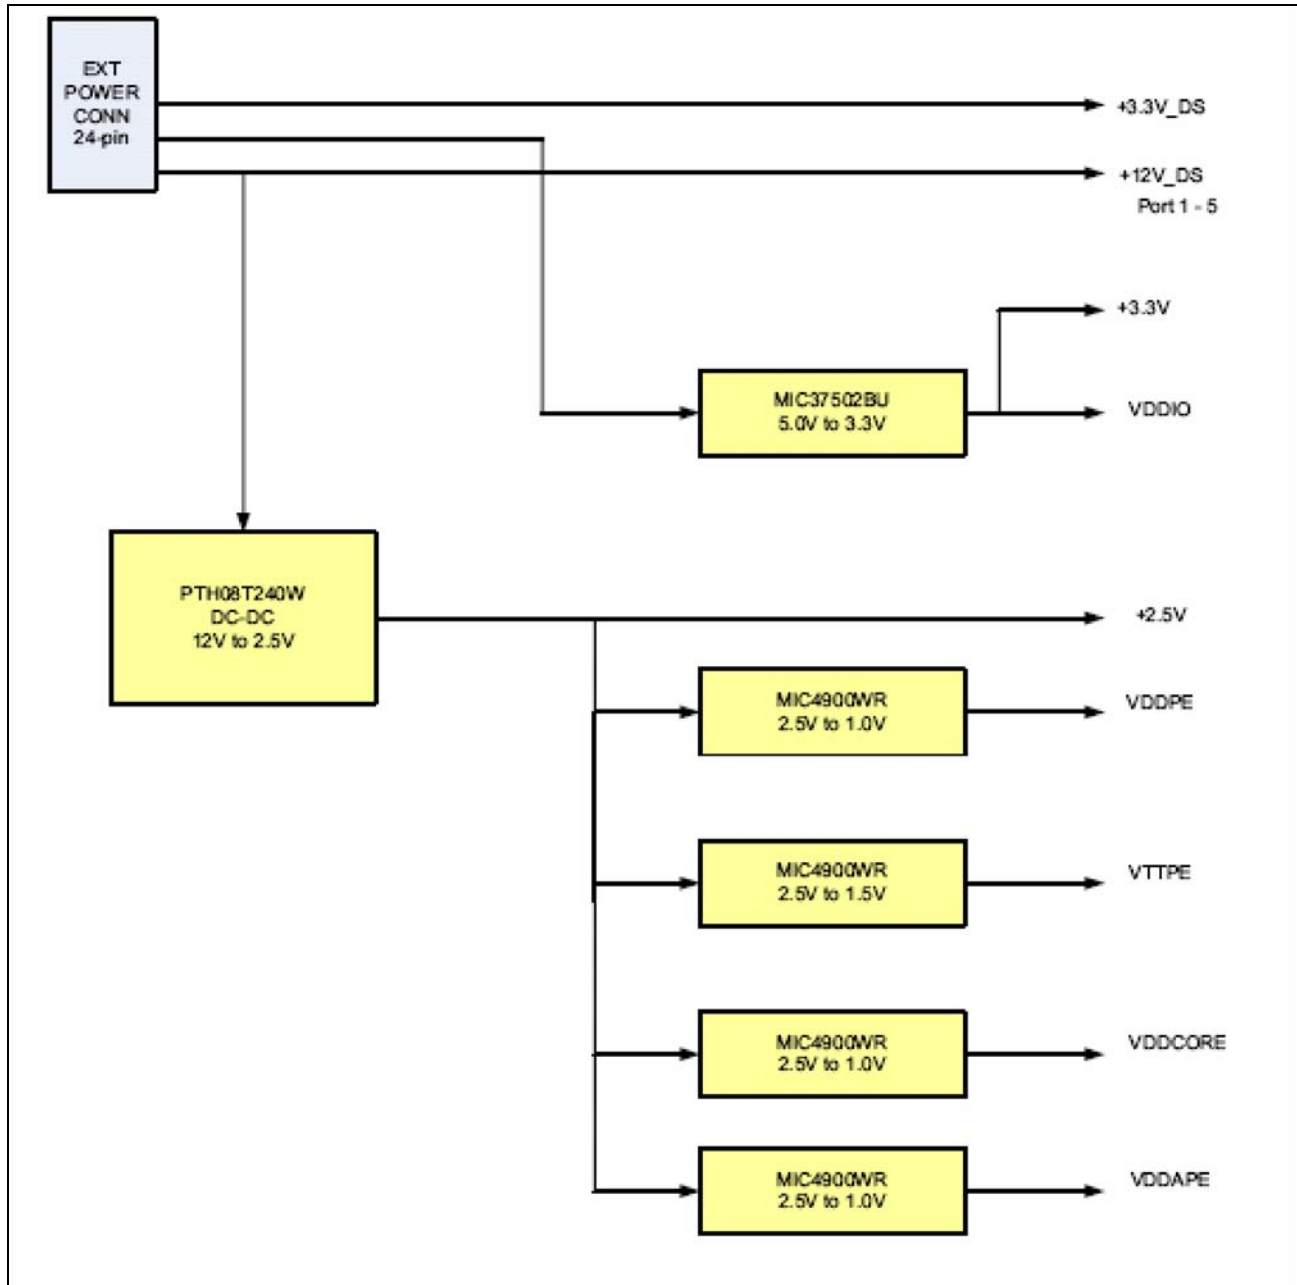 EXT
POWER
CONN
24-pin
+3.3V_DS
+12V_DS
Port 1 - 5
+3.3V
MIC37502BU
5.0V to 3.3V
VDDIO
PTH08T240W
DC-DC
12V to 2.5V
+2.5V
MIC4900WR
2.5V to 1.0V
VDDPE
MIC4900WR
2.5V to 1.5V
VTTPE
MIC4900WR
2.5V to 1.0V
VDDCORE
MIC4900WR
2.5V to 1.0V
VDDAPE